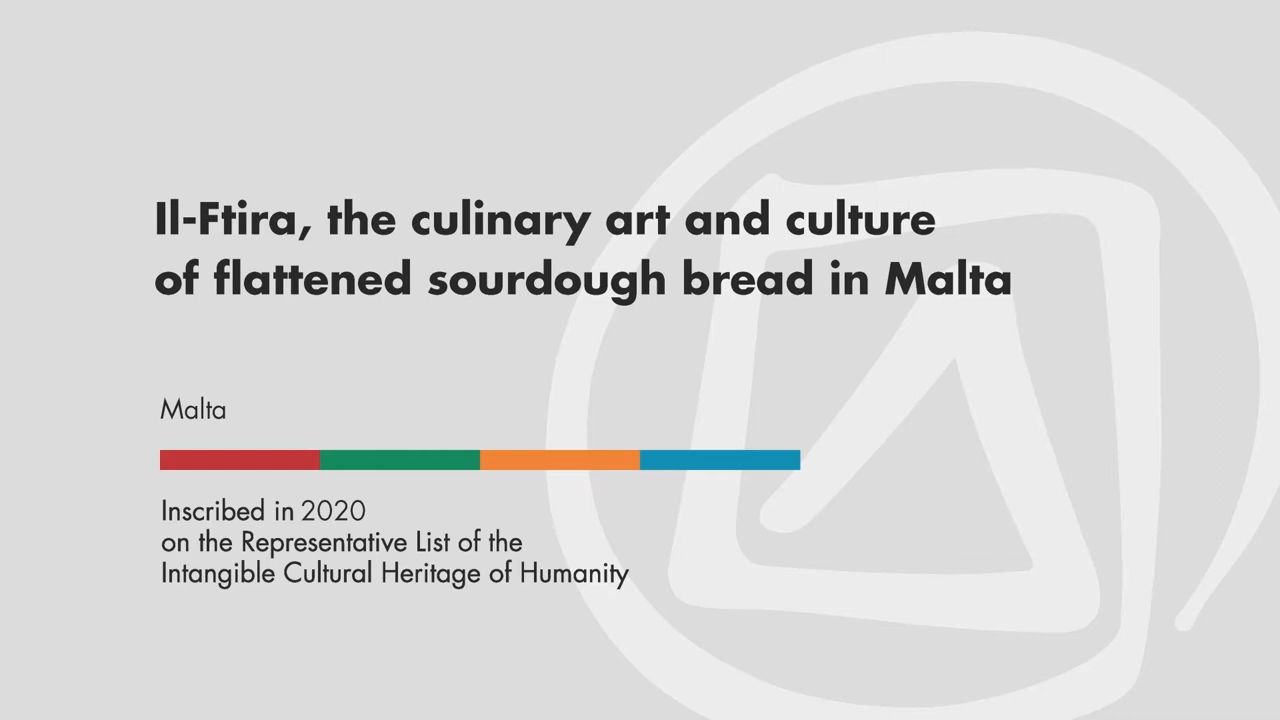 Il-Ftira, the culinary art and culture
of flattened sourdough bread in Malta
Malta
Inscribed in 2020
on the Representative List of the
Intangible Cultural Heritage of Humanity